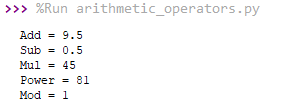 >>> %Run arithmetic_operators.py
Add = 9.5
Sub = 0.5
Mul = 45
Power = 81
Mod = 1